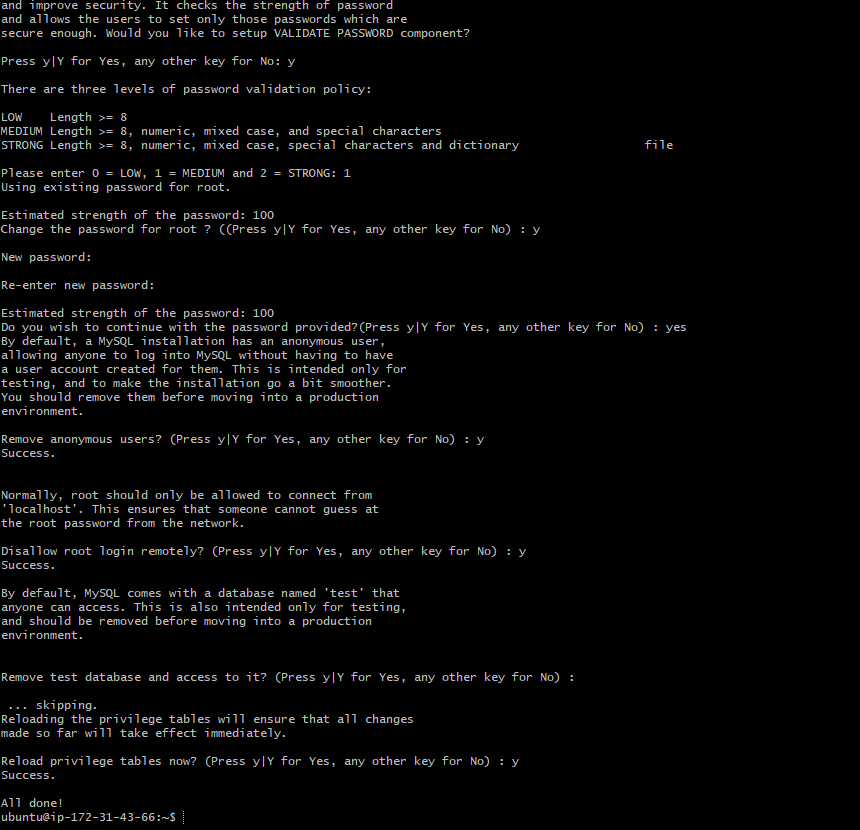 and improve security. It checks the strength of password
and allows the users to set only those passwords which are
secure enough. Would you like to setup VALIDATE PASSWORD component?
Press y|Y for Yes, any other key for No: y
There are three levels of password validation policy:
LOW    Length >= 8
MEDIUM Length >= 8, numeric, mixed case, and special characters
STRONG Length >= 8, numeric, mixed case, special characters and dictionary                  file
Please enter 0 = LOW, 1 = MEDIUM and 2 = STRONG: 1
Using existing password for root.
Estimated strength of the password: 100
Change the password for root ? ((Press y|Y for Yes, any other key for No) : y
New password:
Re-enter new password:
Estimated strength of the password: 100
Do you wish to continue with the password provided?(Press y|Y for Yes, any other key for No) : yes
By default, a MySQL installation has an anonymous user,
allowing anyone to log into MySQL without having to have
a user account created for them. This is intended only for
testing, and to make the installation go a bit smoother.
You should remove them before moving into a production
environment.
Remove anonymous users? (Press y|Y for Yes, any other key for No) : y
Success.
Normally, root should only be allowed to connect from
'localhost'. This ensures that someone cannot guess at
the root password from the network.
Disallow root login remotely? (Press y|Y for Yes, any other key for No) : y
Success.
By default, MySQL comes with a database named 'test' that
anyone can access. This is also intended only for testing,
and should be removed before moving into a production
environment.
Remove test database and access to it? (Press y|Y for Yes, any other key for No) :
 ... skipping.
Reloading the privilege tables will ensure that all changes
made so far will take effect immediately.
Reload privilege tables now? (Press y|Y for Yes, any other key for No) : y
Success.
All done!
ubuntu@ip-172-31-43-66:~$